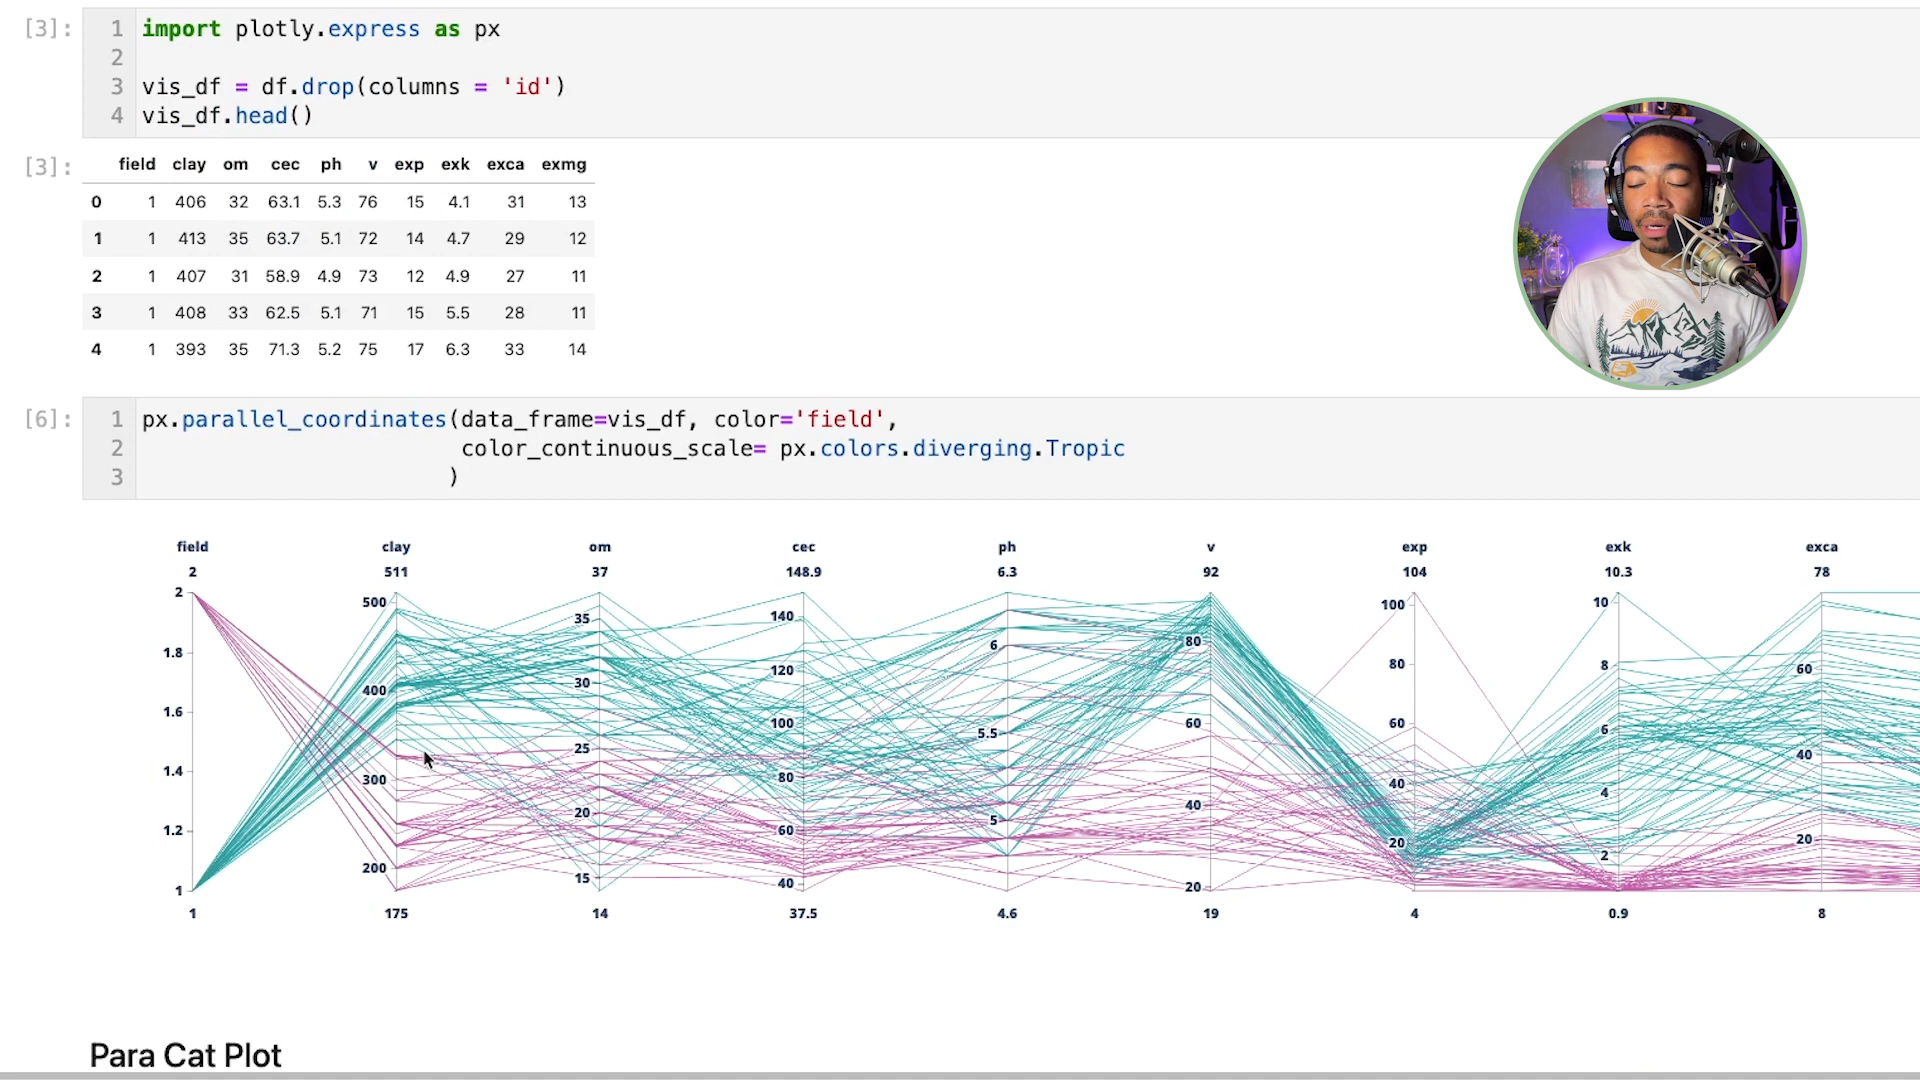 [3]:
1 import plotly.express as px
2
3 vis_df = df.drop(columns = 'id')
4 vis_df.head()
[3]:
field clay om cec ph v exp exk exca exmg
0 1 406 32 63.1 5.3 76 15 4.1 31 13
1 1 413 35 63.7 5.1 72 14 4.7 29 12
2 1 407 31 58.9 4.9 73 12 4.9 27 11
3 1 408 33 62.5 5.1 71 15 5.5 28 11
4 1 393 35 71.3 5.2 75 17 6.3 33 14
[6]:
1 px.parallel_coordinates(data_frame=vis_df, color='field',
2 color_continuous_scale= px.colors.diverging.Tropic
3 )
field clay om cec ph v exp exk exca
2 511 37 148.9 6.3 92 104 10.3 78
2 500 35 140 6 80 100 10 60
1.8 400 30 120 5.5 60 80 8 40
1.6 300 25 100 5 40 60 6 20
1.4 200 20 80 20 40 4
1.2 15 60 20 2
1 40
1 175 14 37.5 4.6 19 4 0.9 8
Para Cat Plot